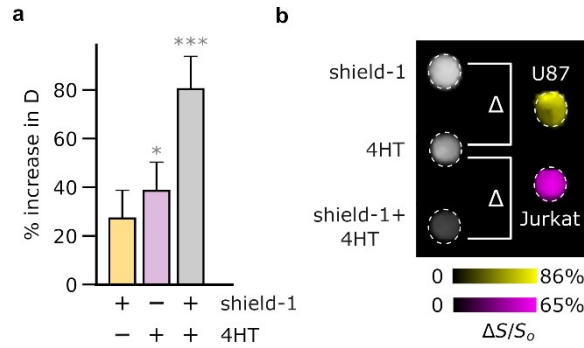 a
% increase in D
80
60
40
20
0
*
***
+ − + shield-1
− + + 4HT
b
shield-1
4HT
shield-1+
4HT
Δ
Δ
U87
Jurkat
0 86%
0 65%
ΔS/Sₒ